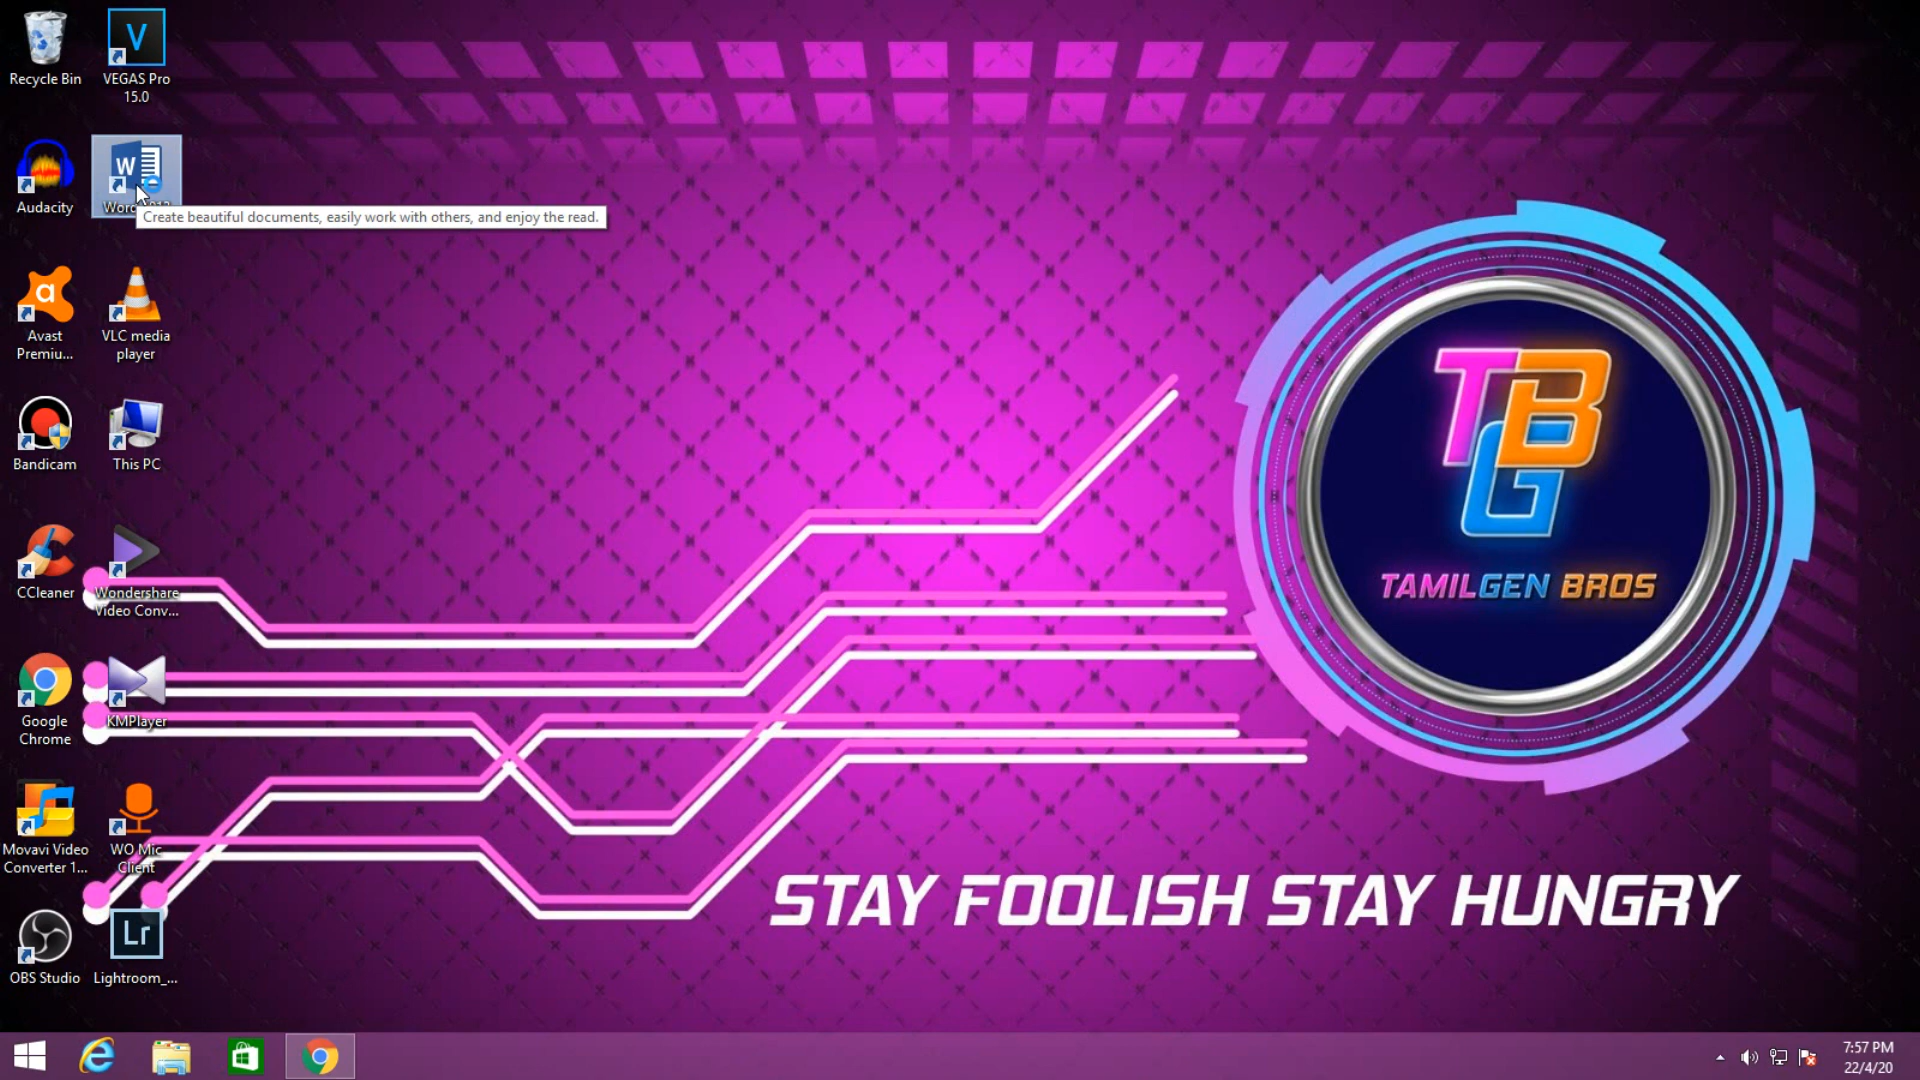 Recycle Bin
VEGAS Pro
15.0
Audacity
Create beautiful documents, easily work with others, and enjoy the read.
Avast
Premiu...
VLC media
player
Bandicam
This PC
CCleaner
Wondershare
Video Conv...
Google
Chrome
KMPlayer
Movavi Video
Converter 1...
WO Mic
Client
OBS Studio
Lr
Lightroom_...
TBG
TAMILGEN BROS
STAY FOOLISH STAY HUNGRY
7:57 PM
22/4/20